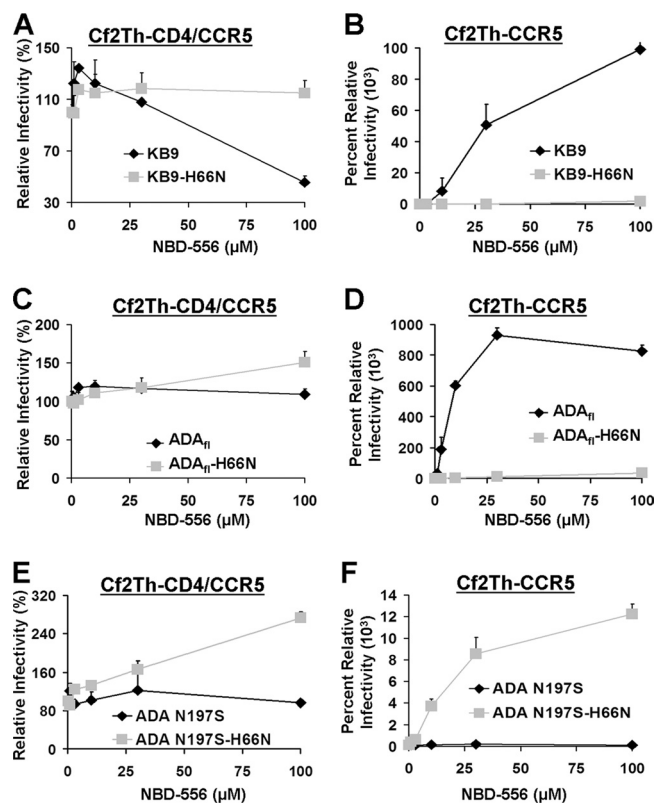 A
Cf2Th-CD4/CCR5
Relative Infectivity (%)
150
110
70
30
KB9
KB9-H66N
0 25 50 75 100
NBD-556 (µM)
B
Cf2Th-CCR5
Percent Relative
Infectivity (10³)
100
80
60
40
20
0
KB9
KB9-H66N
0 25 50 75 100
NBD-556 (µM)
C
Cf2Th-CD4/CCR5
Relative Infectivity (%)
200
150
100
50
0
ADAfl
ADAfl-H66N
0 25 50 75 100
NBD-556 (µM)
D
Cf2Th-CCR5
Percent Relative
Infectivity (10³)
1000
800
600
400
200
0
ADAfl
ADAfl-H66N
0 25 50 75 100
NBD-556 (µM)
E
Cf2Th-CD4/CCR5
Relative Infectivity (%)
320
240
160
80
0
ADA N197S
ADA N197S-H66N
0 25 50 75 100
NBD-556 (µM)
F
Cf2Th-CCR5
Percent Relative
Infectivity (10³)
14
12
10
8
6
4
2
0
ADA N197S
ADA N197S-H66N
0 25 50 75 100
NBD-556 (µM)